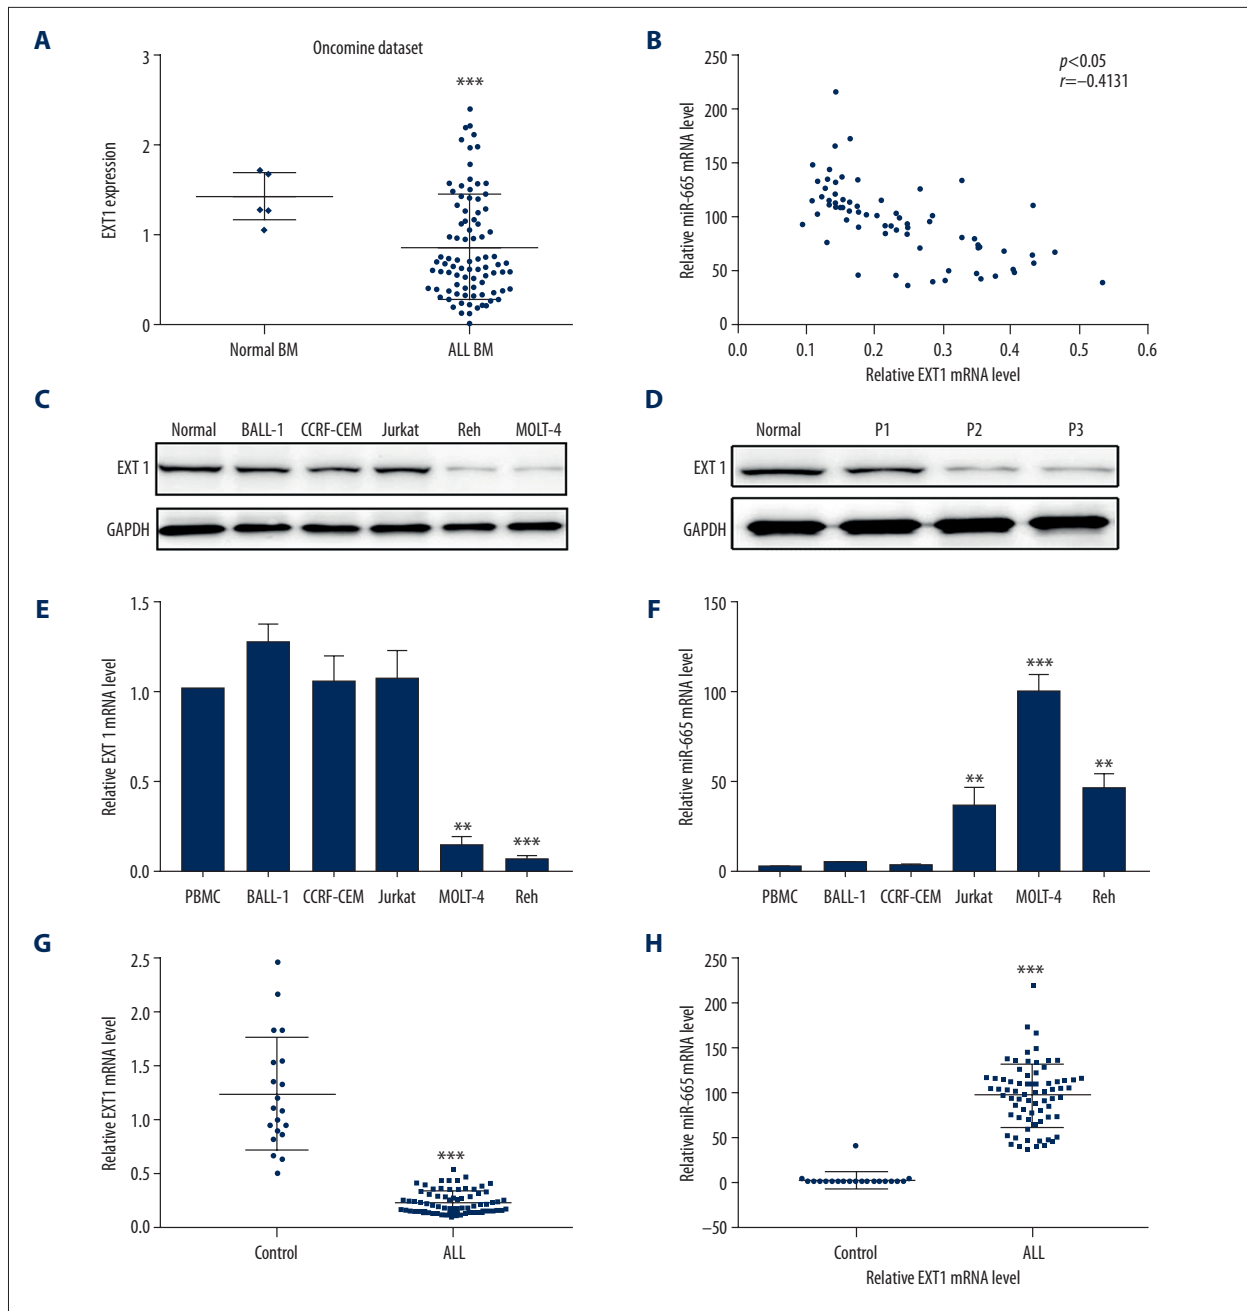 A
Oncomine dataset
***
3
2
1
0
EXT1 expression
Normal BM
ALL BM
B
p<0.05
r=−0.4131
250
200
150
100
50
0
Relative miR-665 mRNA level
0.0
0.1
0.2
0.3
0.4
0.5
0.6
Relative EXT1 mRNA level
C
Normal
BALL-1
CCRF-CEM
Jurkat
Reh
MOLT-4
EXT 1
GAPDH
D
Normal
P1
P2
P3
EXT 1
GAPDH
E
1.5
1.0
0.5
0.0
Relative EXT 1 mRNA level
**
***
PBMC
BALL-1
CCRF-CEM
Jurkat
MOLT-4
Reh
F
150
100
50
0
Relative miR-665 mRNA level
**
***
**
PBMC
BALL-1
CCRF-CEM
Jurkat
MOLT-4
Reh
G
2.5
2.0
1.5
1.0
0.5
0.0
Relative EXT1 mRNA level
***
Control
ALL
H
250
200
150
100
50
0
−50
Relative miR-665 mRNA level
***
Control
ALL
Relative EXT1 mRNA level